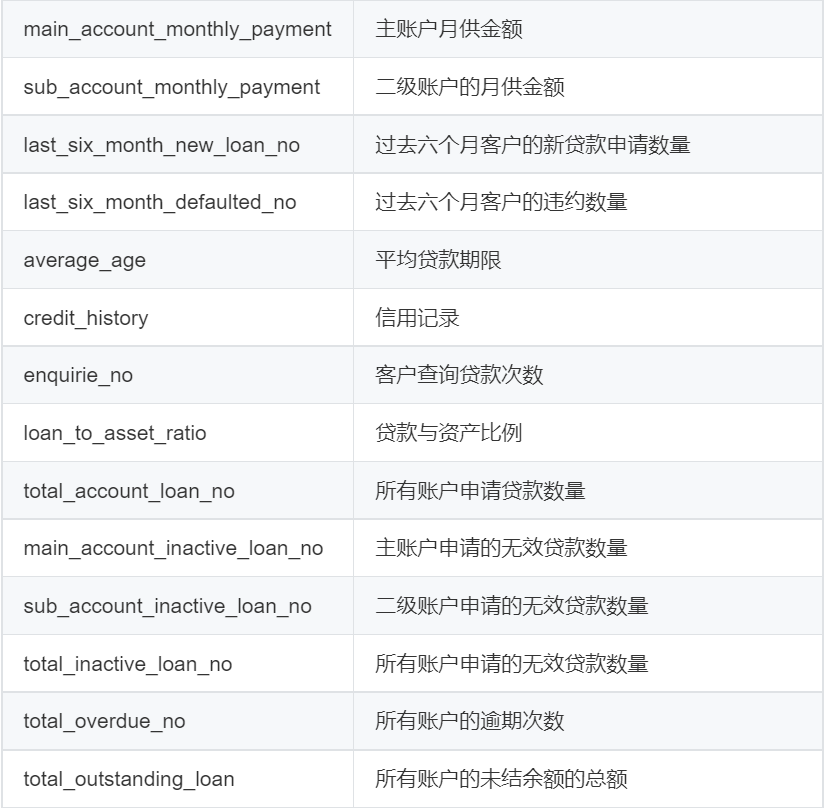 main_account_monthly_payment 主账户月供金额
sub_account_monthly_payment 二级账户的月供金额
last_six_month_new_loan_no 过去六个月客户的新贷款申请数量
last_six_month_defaulted_no 过去六个月客户的违约数量
average_age 平均贷款期限
credit_history 信用记录
enquirie_no 客户查询贷款次数
loan_to_asset_ratio 贷款与资产比例
total_account_loan_no 所有账户申请贷款数量
main_account_inactive_loan_no 主账户申请的无效贷款数量
sub_account_inactive_loan_no 二级账户申请的无效贷款数量
total_inactive_loan_no 所有账户申请的无效贷款数量
total_overdue_no 所有账户的逾期次数
total_outstanding_loan 所有账户的未结余额的总额